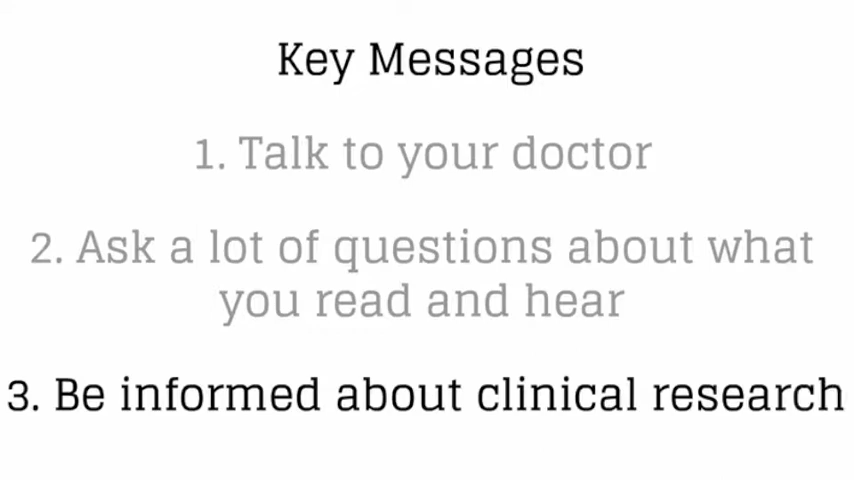 Key Messages
1. Talk to your doctor
2. Ask a lot of questions about what
you read and hear
3. Be informed about clinical research